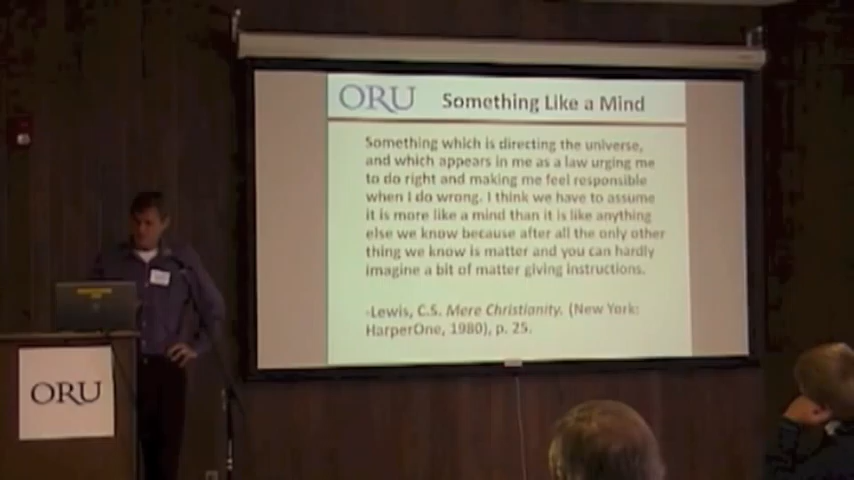 ORU
Something Like a Mind
Something which is directing the universe,
and which appears in me as a law urging me
to do right and making me feel responsible
when I do wrong. I think we have to assume
it is more like a mind than it is like anything
else we know because after all the only other
thing we know is matter and you can hardly
imagine a bit of matter giving instructions.
-Lewis, C.S. Mere Christianity. (New York:
HarperOne, 1980), p. 25.
ORU